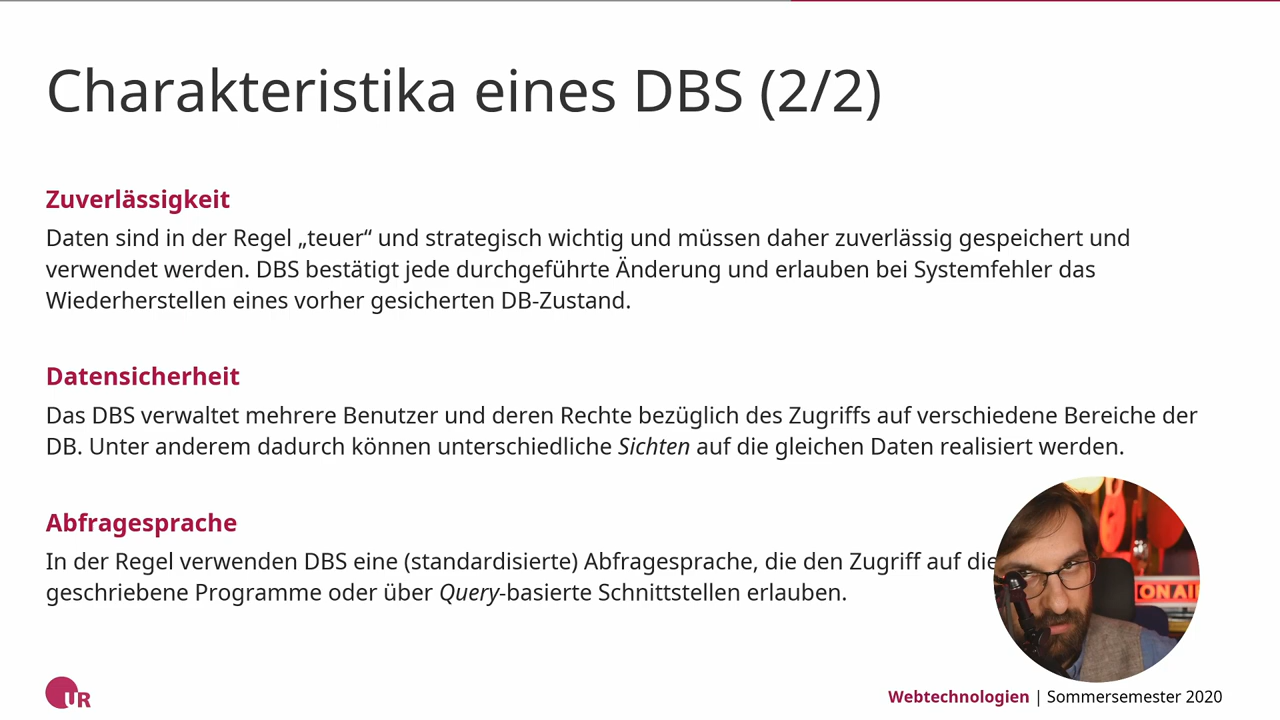 Charakteristika eines DBS (2/2)
Zuverlässigkeit
Daten sind in der Regel „teuer“ und strategisch wichtig und müssen daher zuverlässig gespeichert und
verwendet werden. DBS bestätigt jede durchgeführte Änderung und erlauben bei Systemfehler das
Wiederherstellen eines vorher gesicherten DB-Zustand.
Datensicherheit
Das DBS verwaltet mehrere Benutzer und deren Rechte bezüglich des Zugriffs auf verschiedene Bereiche der
DB. Unter anderem dadurch können unterschiedliche Sichten auf die gleichen Daten realisiert werden.
Abfragesprache
In der Regel verwenden DBS eine (standardisierte) Abfragesprache, die den Zugriff auf die
geschriebene Programme oder über Query-basierte Schnittstellen erlauben.
ON AI
UR
Webtechnologien | Sommersemester 2020